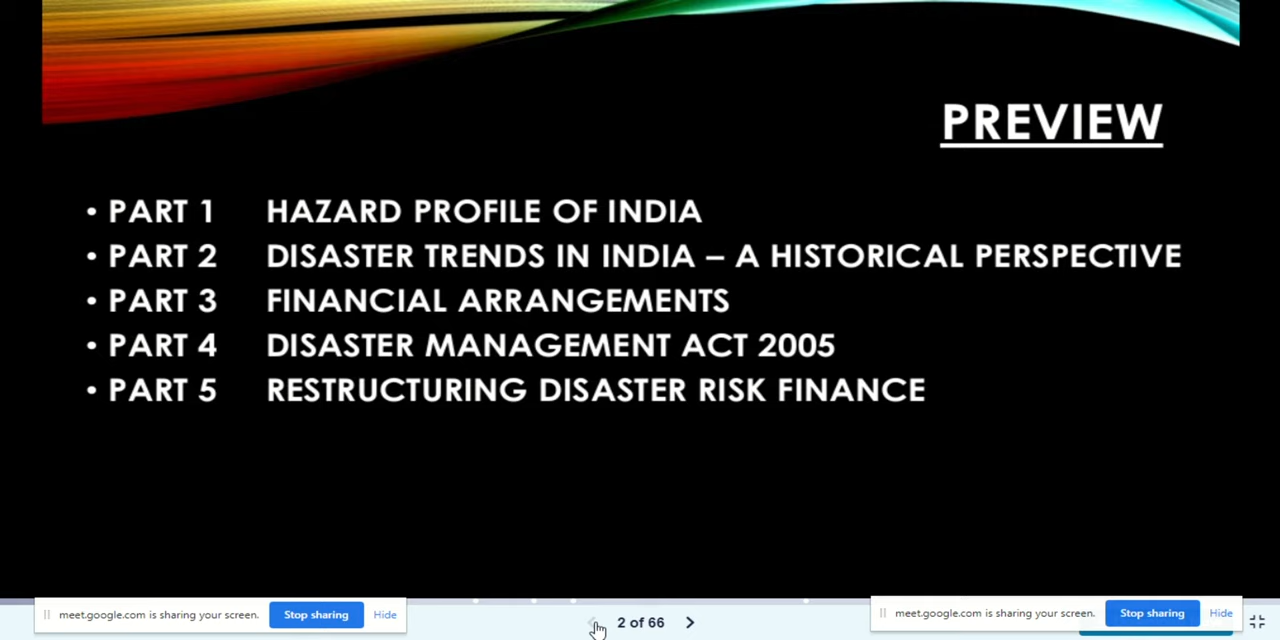 PREVIEW
• PART 1 HAZARD PROFILE OF INDIA
• PART 2 DISASTER TRENDS IN INDIA – A HISTORICAL PERSPECTIVE
• PART 3 FINANCIAL ARRANGEMENTS
• PART 4 DISASTER MANAGEMENT ACT 2005
• PART 5 RESTRUCTURING DISASTER RISK FINANCE
meet.google.com is sharing your screen. Stop sharing Hide
2 of 66
meet.google.com is sharing your screen. Stop sharing Hide